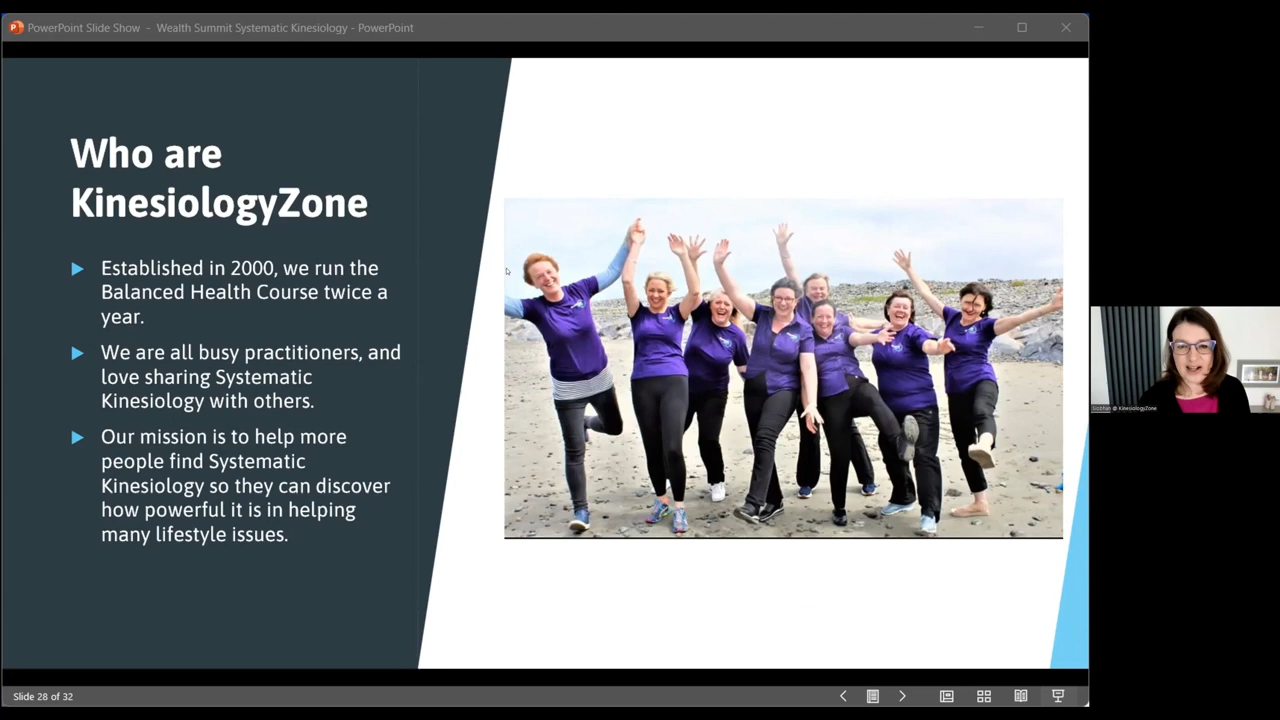 PowerPoint Slide Show - Wealth Summit Systematic Kinesiology - PowerPoint
Who are
KinesiologyZone
Established in 2000, we run the
Balanced Health Course twice a
year.
We are all busy practitioners, and
love sharing Systematic
Kinesiology with others.
Our mission is to help more
people find Systematic
Kinesiology so they can discover
how powerful it is in helping
many lifestyle issues.
Siobhan @ KinesiologyZone
Slide 28 of 32